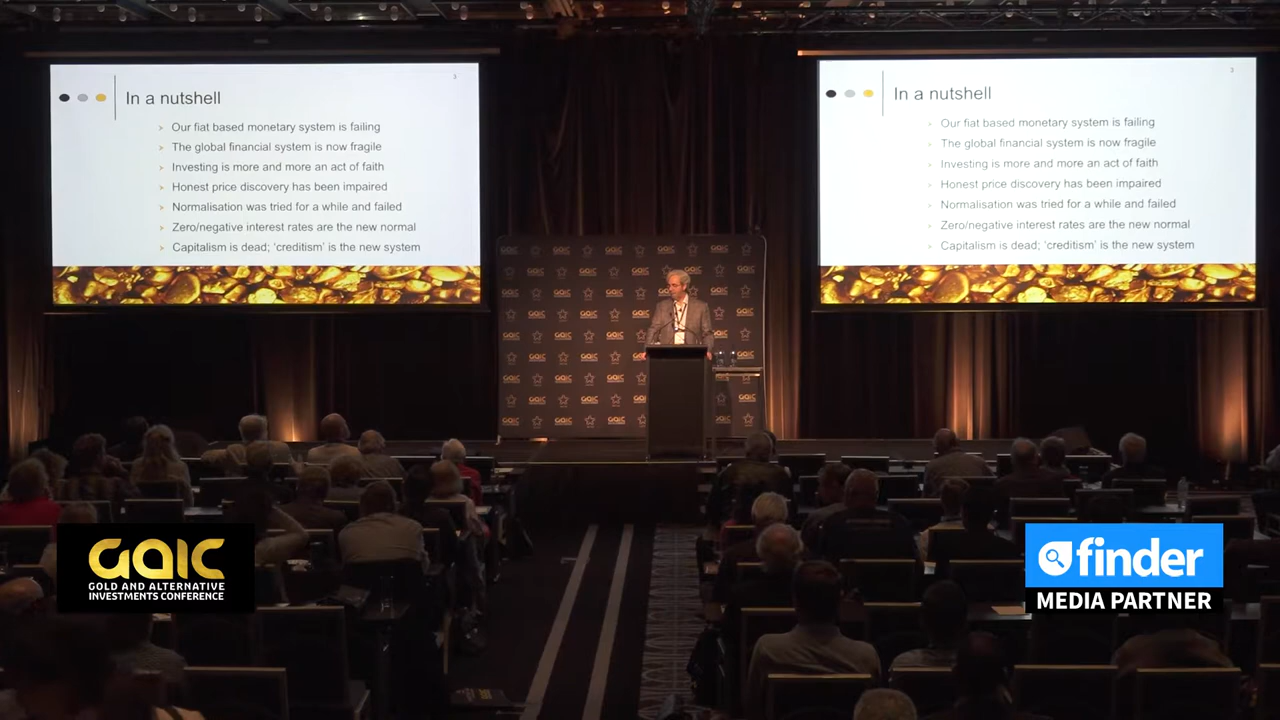 3
In a nutshell
Our fiat based monetary system is failing
The global financial system is now fragile
Investing is more and more an act of faith
Honest price discovery has been impaired
Normalisation was tried for a while and failed
Zero/negative interest rates are the new normal
Capitalism is dead; ‘creditism’ is the new system
3
In a nutshell
Our fiat based monetary system is failing
The global financial system is now fragile
Investing is more and more an act of faith
Honest price discovery has been impaired
Normalisation was tried for a while and failed
Zero/negative interest rates are the new normal
Capitalism is dead; ‘creditism’ is the new system
GAIC
GOLD AND ALTERNATIVE
INVESTMENTS CONFERENCE
finder
MEDIA PARTNER